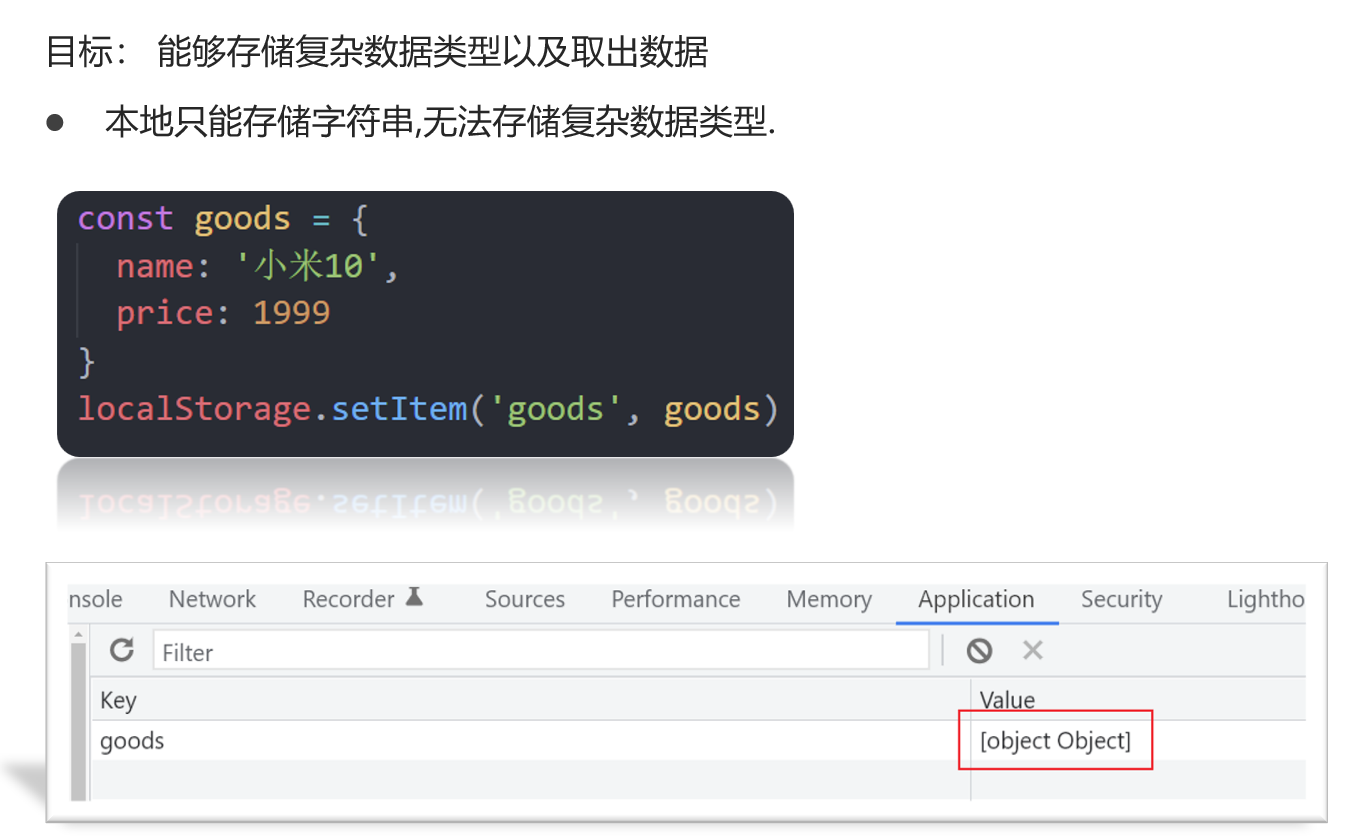 目标： 能够存储复杂数据类型以及取出数据
● 本地只能存储字符串,无法存储复杂数据类型.
const goods = {
  name: '小米10',
  price: 1999
}
localStorage.setItem('goods', goods)
nsole Network Recorder Sources Performance Memory Application Security Lightho
Filter
Key Value
goods [object Object]